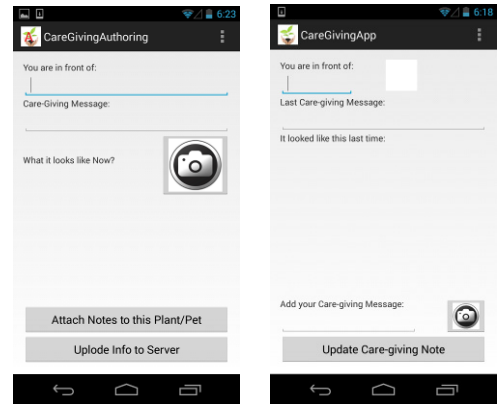 6:23
CareGivingAuthoring
You are in front of:
Care-Giving Message:
What it looks like Now?
Attach Notes to this Plant/Pet
Uplode Info to Server
6:18
CareGivingApp
You are in front of:
Last Care-giving Message:
It looked like this last time:
Add your Care-giving Message:
Update Care-giving Note